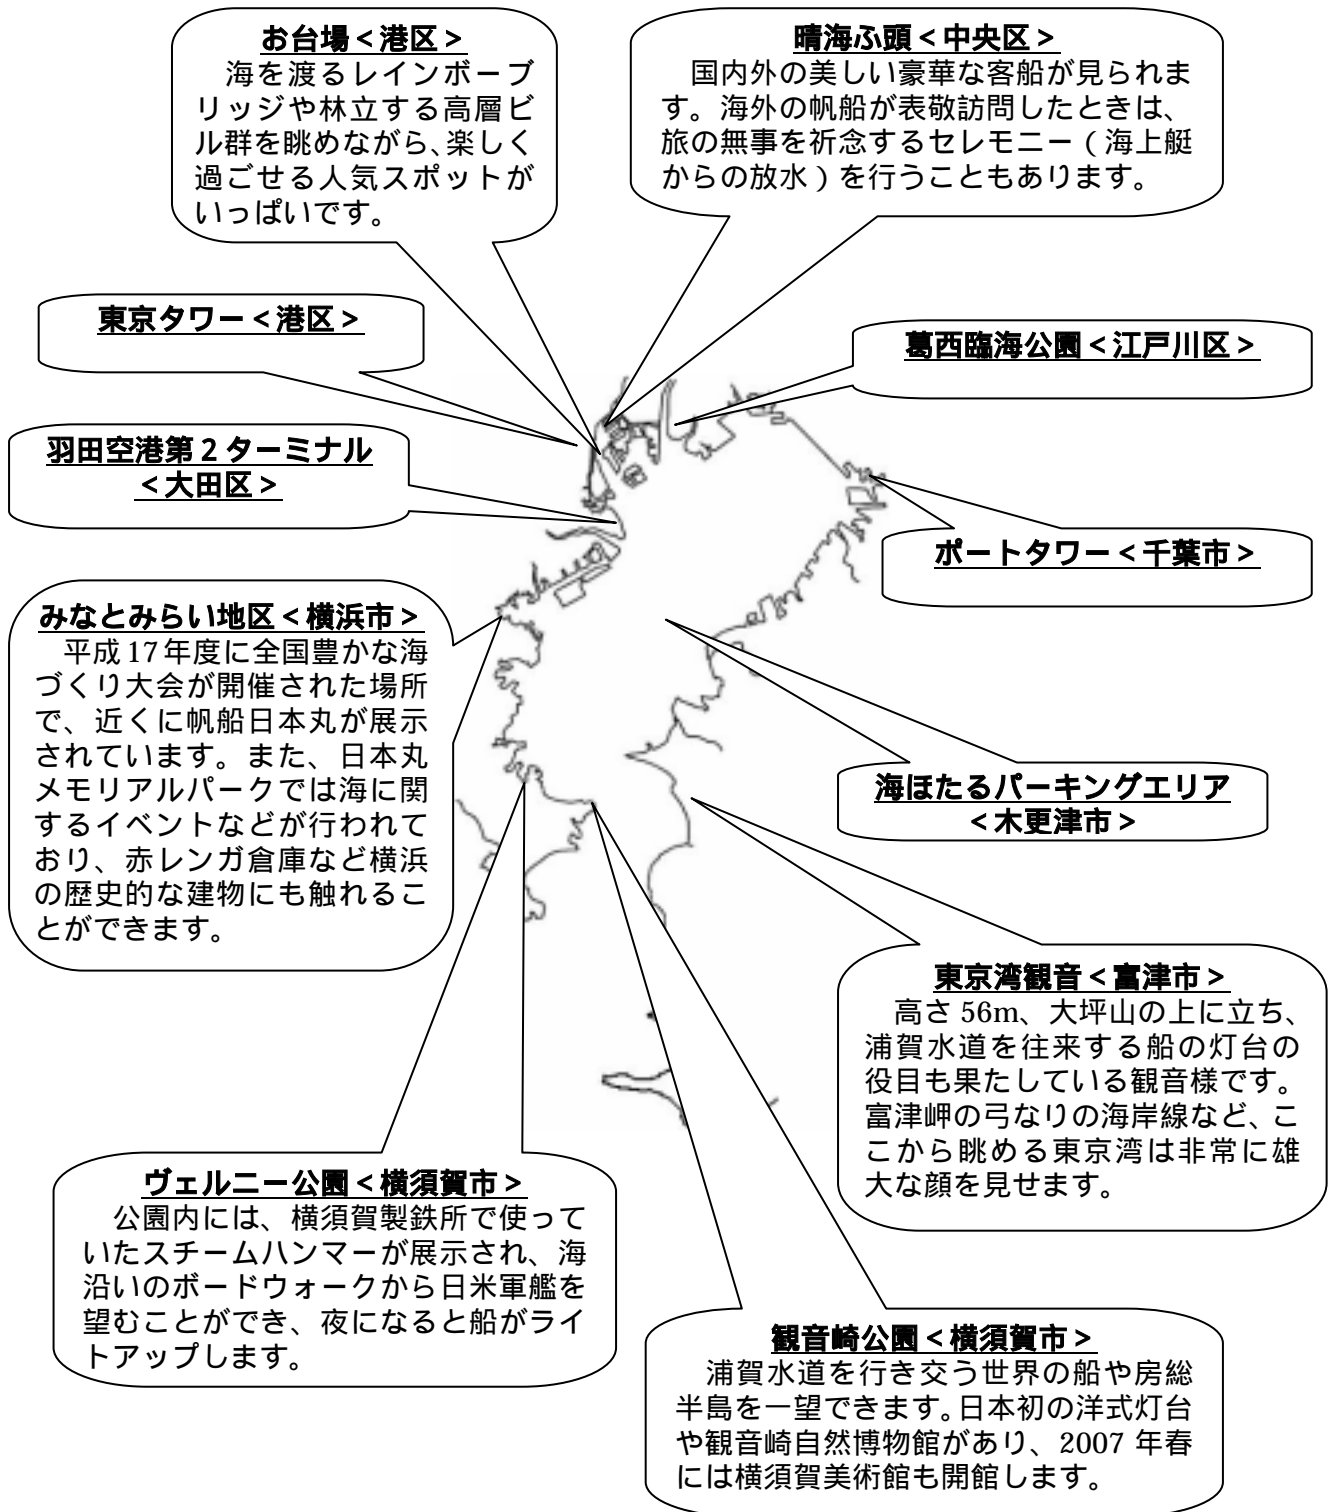 お台場<港区>
海を渡るレインボーブ
リッジや林立する高層ビ
ル群を眺めながら、楽しく
過ごせる人気スポットが
いっぱいです。
晴海ふ頭<中央区>
国内外の美しい豪華な客船が見られま
す。海外の帆船が表敬訪問したときは、
旅の無事を祈念するセレモニー(海上艇
からの放水)を行うこともあります。
東京タワー<港区>
葛西臨海公園<江戸川区>
羽田空港第2ターミナル
<大田区>
ポートタワー<千葉市>
みなとみらい地区<横浜市>
平成17年度に全国豊かな海
づくり大会が開催された場所
で、近くに帆船日本丸が展示
されています。また、日本丸
メモリアルパークでは海に関
するイベントなどが行われて
おり、赤レンガ倉庫など横浜
の歴史的な建物にも触れるこ
とができます。
海ほたるパーキングエリア
<木更津市>
東京湾観音<富津市>
高さ56m、大坪山の上に立ち、
浦賀水道を往来する船の灯台の
役目も果たしている観音様です。
富津岬の弓なりの海岸線など、こ
こから眺める東京湾は非常に雄
大な顔を見せます。
ヴェルニー公園<横須賀市>
公園内には、横須賀製鉄所で使って
いたスチームハンマーが展示され、海
沿いのボードウォークから日米軍艦を
望むことができ、夜になると船がライ
トアップします。
観音崎公園<横須賀市>
浦賀水道を行き交う世界の船や房総
半島を一望できます。日本初の洋式灯台
や観音崎自然博物館があり、2007年春
には横須賀美術館も開館します。